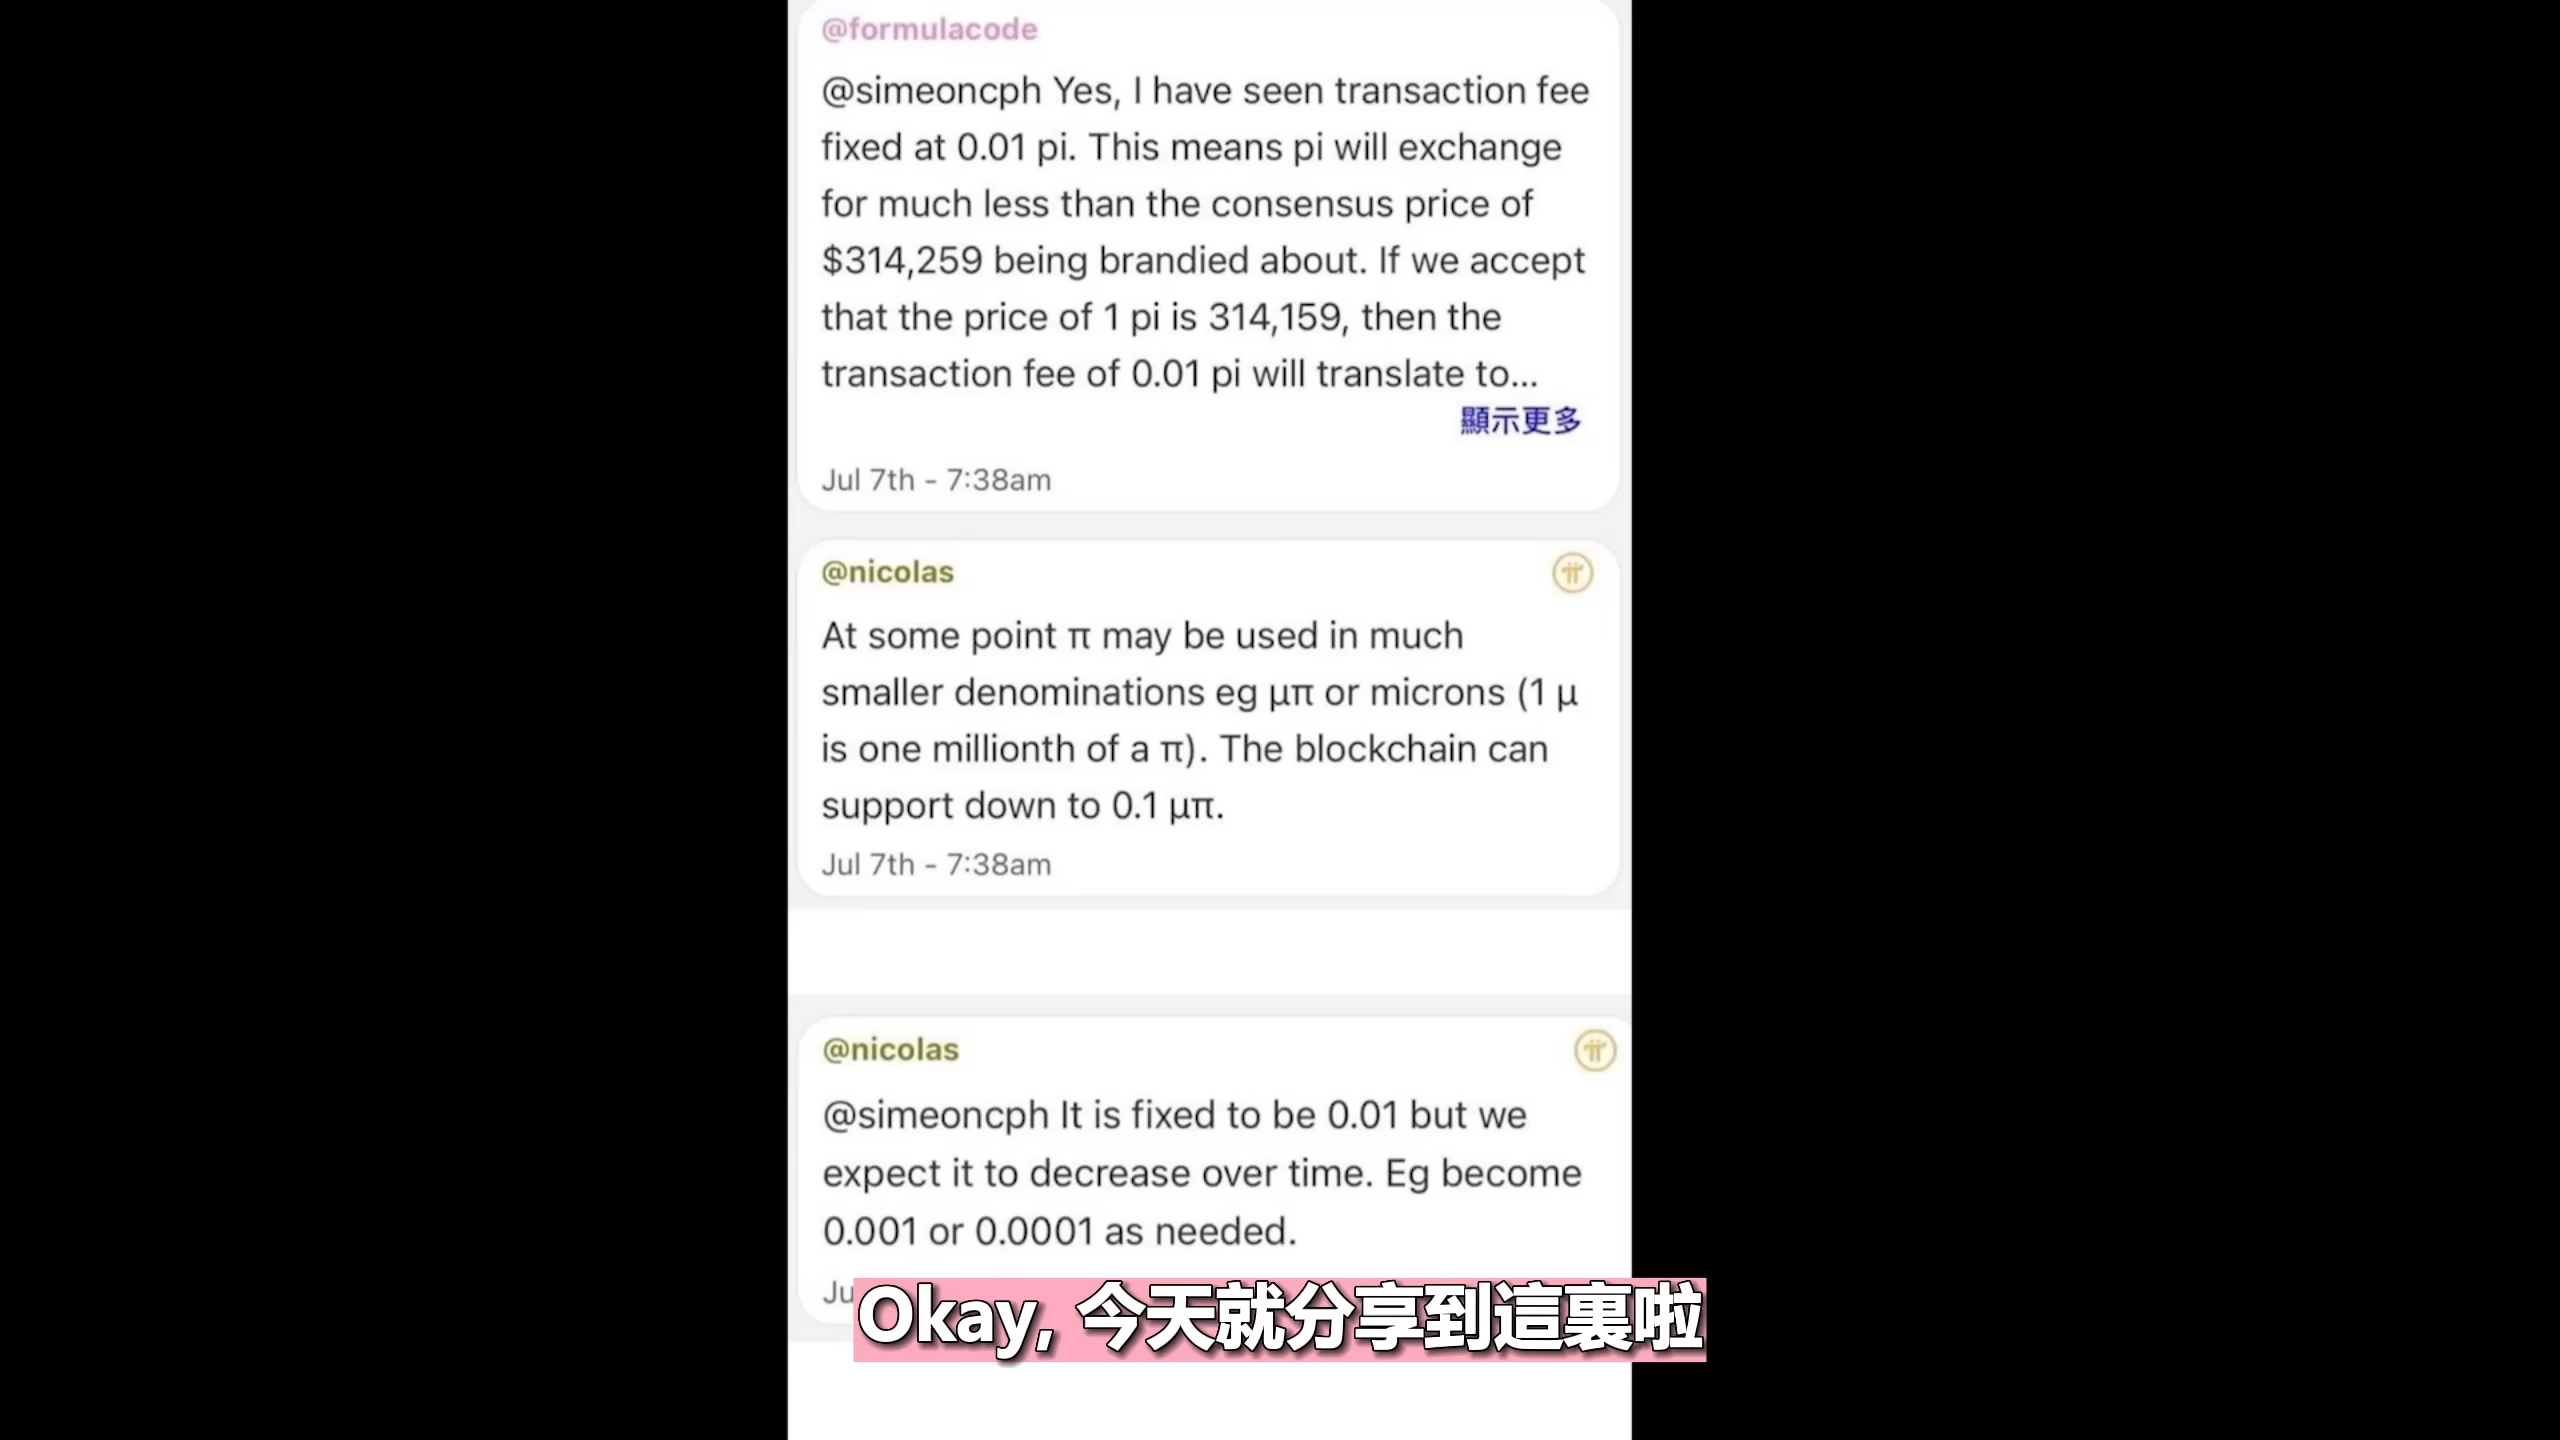 @formulacode
@simeoncph Yes, I have seen transaction fee
fixed at 0.01 pi. This means pi will exchange
for much less than the consensus price of
$314,259 being brandied about. If we accept
that the price of 1 pi is 314,159, then the
transaction fee of 0.01 pi will translate to...
顯示更多
Jul 7th - 7:38am
@nicolas
At some point π may be used in much
smaller denominations eg μπ or microns (1 μ
is one millionth of a π). The blockchain can
support down to 0.1 μπ.
Jul 7th - 7:38am
@nicolas
@simeoncph It is fixed to be 0.01 but we
expect it to decrease over time. Eg become
0.001 or 0.0001 as needed.
Ju
Okay, 今天就分享到這裏啦